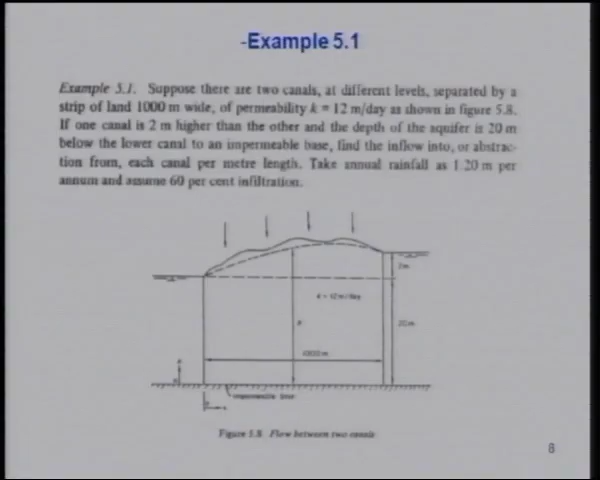 -Example 5.1
Example 5.1. Suppose there are two canals, at different levels, separated by a
strip of land 1000 m wide, of permeability k = 12 m/day as shown in figure 5.8.
If one canal is 2 m higher than the other and the depth of the aquifer is 20 m
below the lower canal to an impermeable base, find the inflow into, or abstrac-
tion from, each canal per metre length. Take annual rainfall as 1.20 m per
annum and assume 60 per cent infiltration.
2m
k = 12 m/day
20m
1000 m
impermeable base
Figure 5.8 Flow between two canals
8